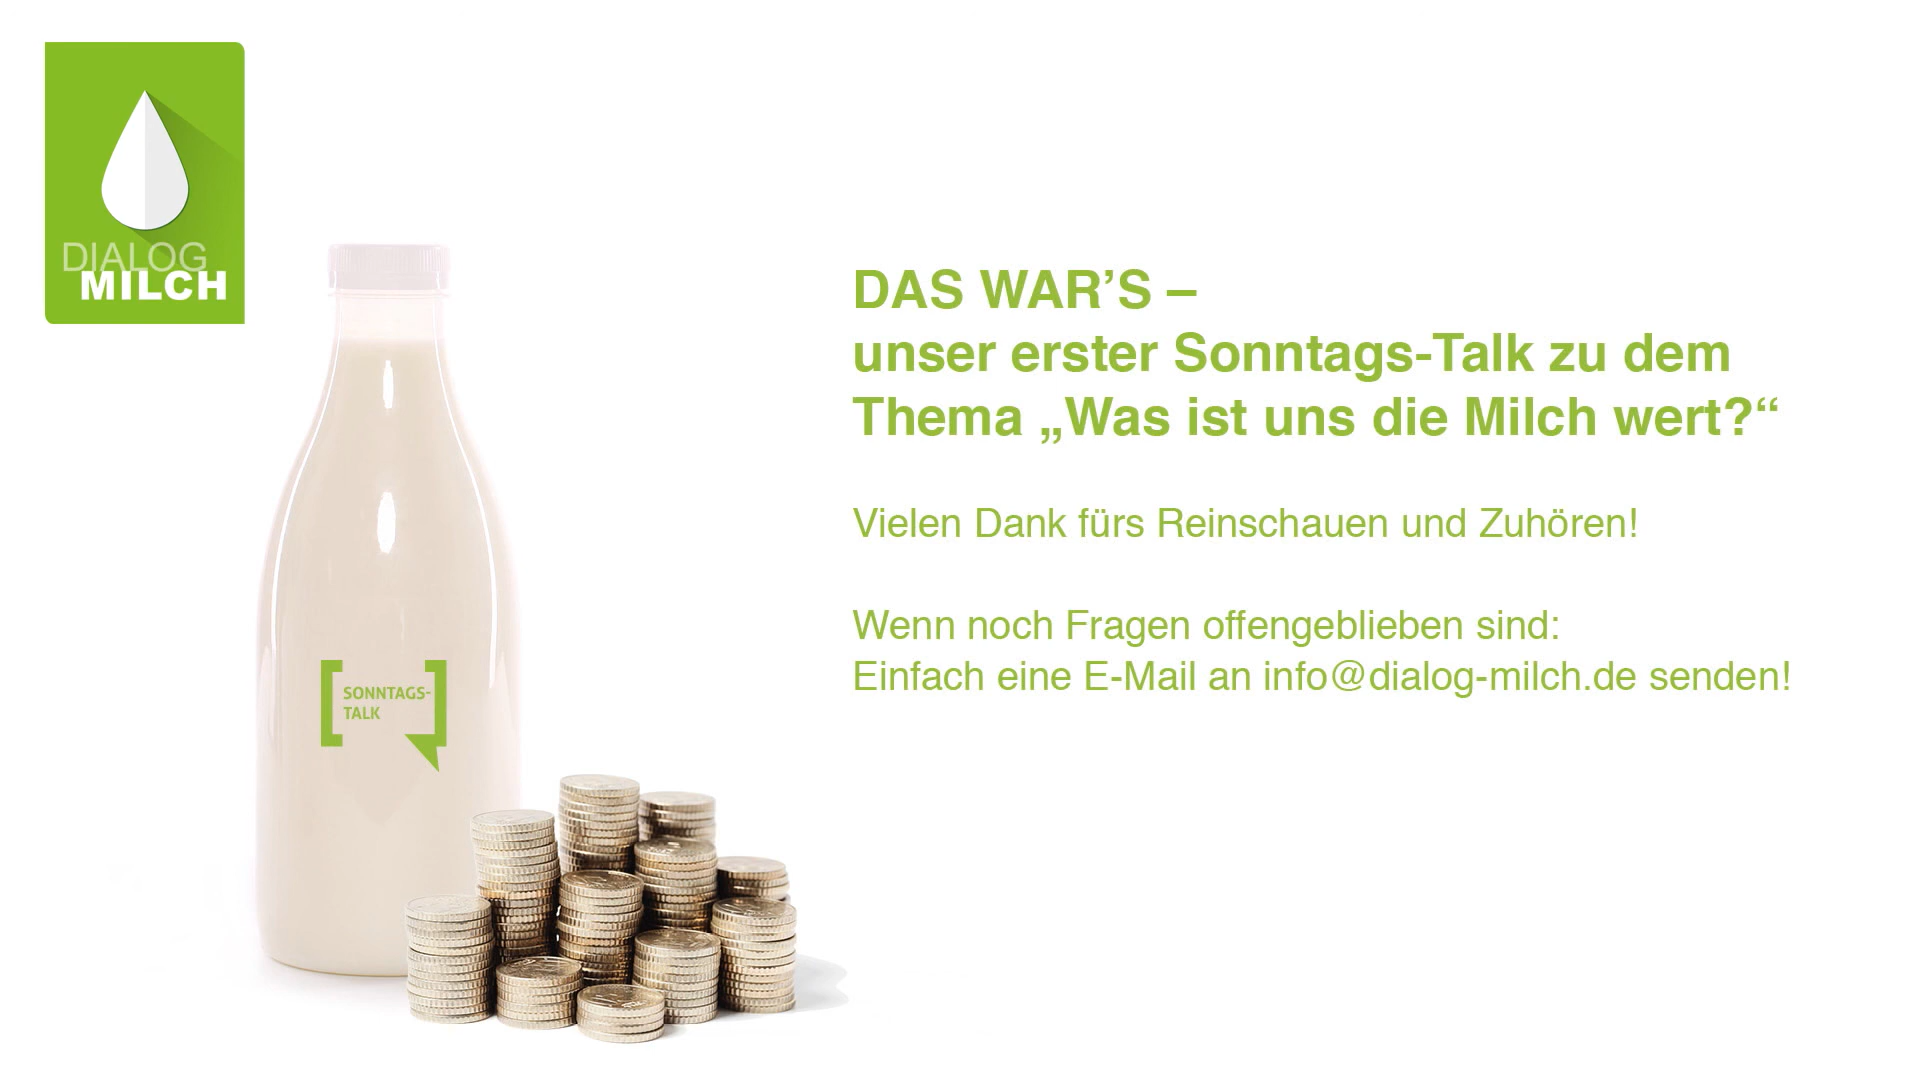 DIALOG
MILCH
DAS WAR’S –
unser erster Sonntags-Talk zu dem
Thema „Was ist uns die Milch wert?“
Vielen Dank fürs Reinschauen und Zuhören!
Wenn noch Fragen offengeblieben sind:
Einfach eine E-Mail an info@dialog-milch.de senden!
SONNTAGS-
TALK